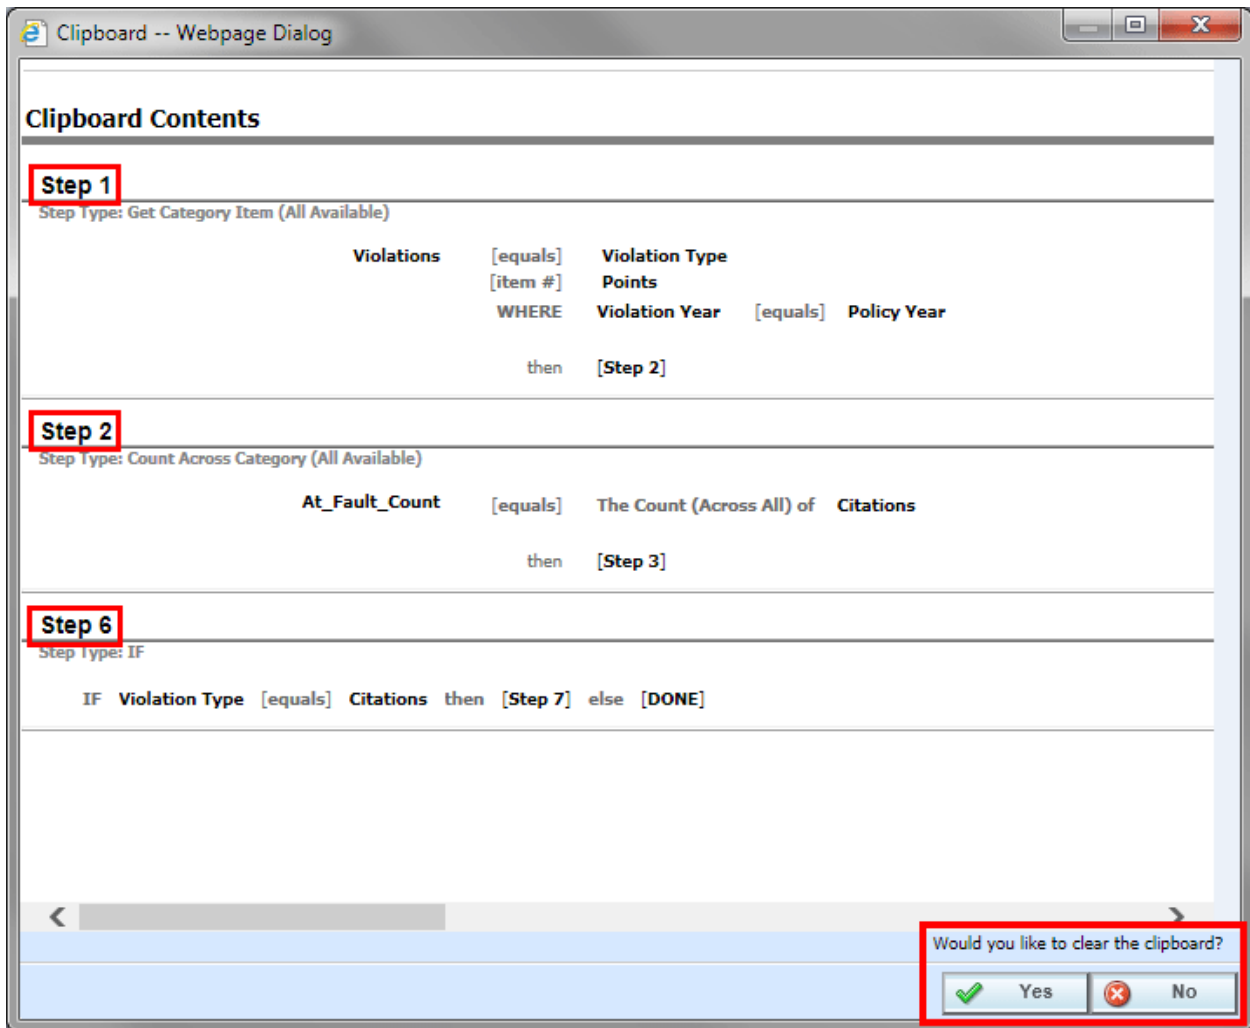 Clipboard -- Webpage Dialog
Clipboard Contents
Step 1
Step Type: Get Category Item (All Available)
Violations [equals] Violation Type
[item #] Points
WHERE Violation Year [equals] Policy Year
then [Step 2]
Step 2
Step Type: Count Across Category (All Available)
At_Fault_Count [equals] The Count (Across All) of Citations
then [Step 3]
Step 6
Step Type: IF
IF Violation Type [equals] Citations then [Step 7] else [DONE]
Would you like to clear the clipboard?
Yes No